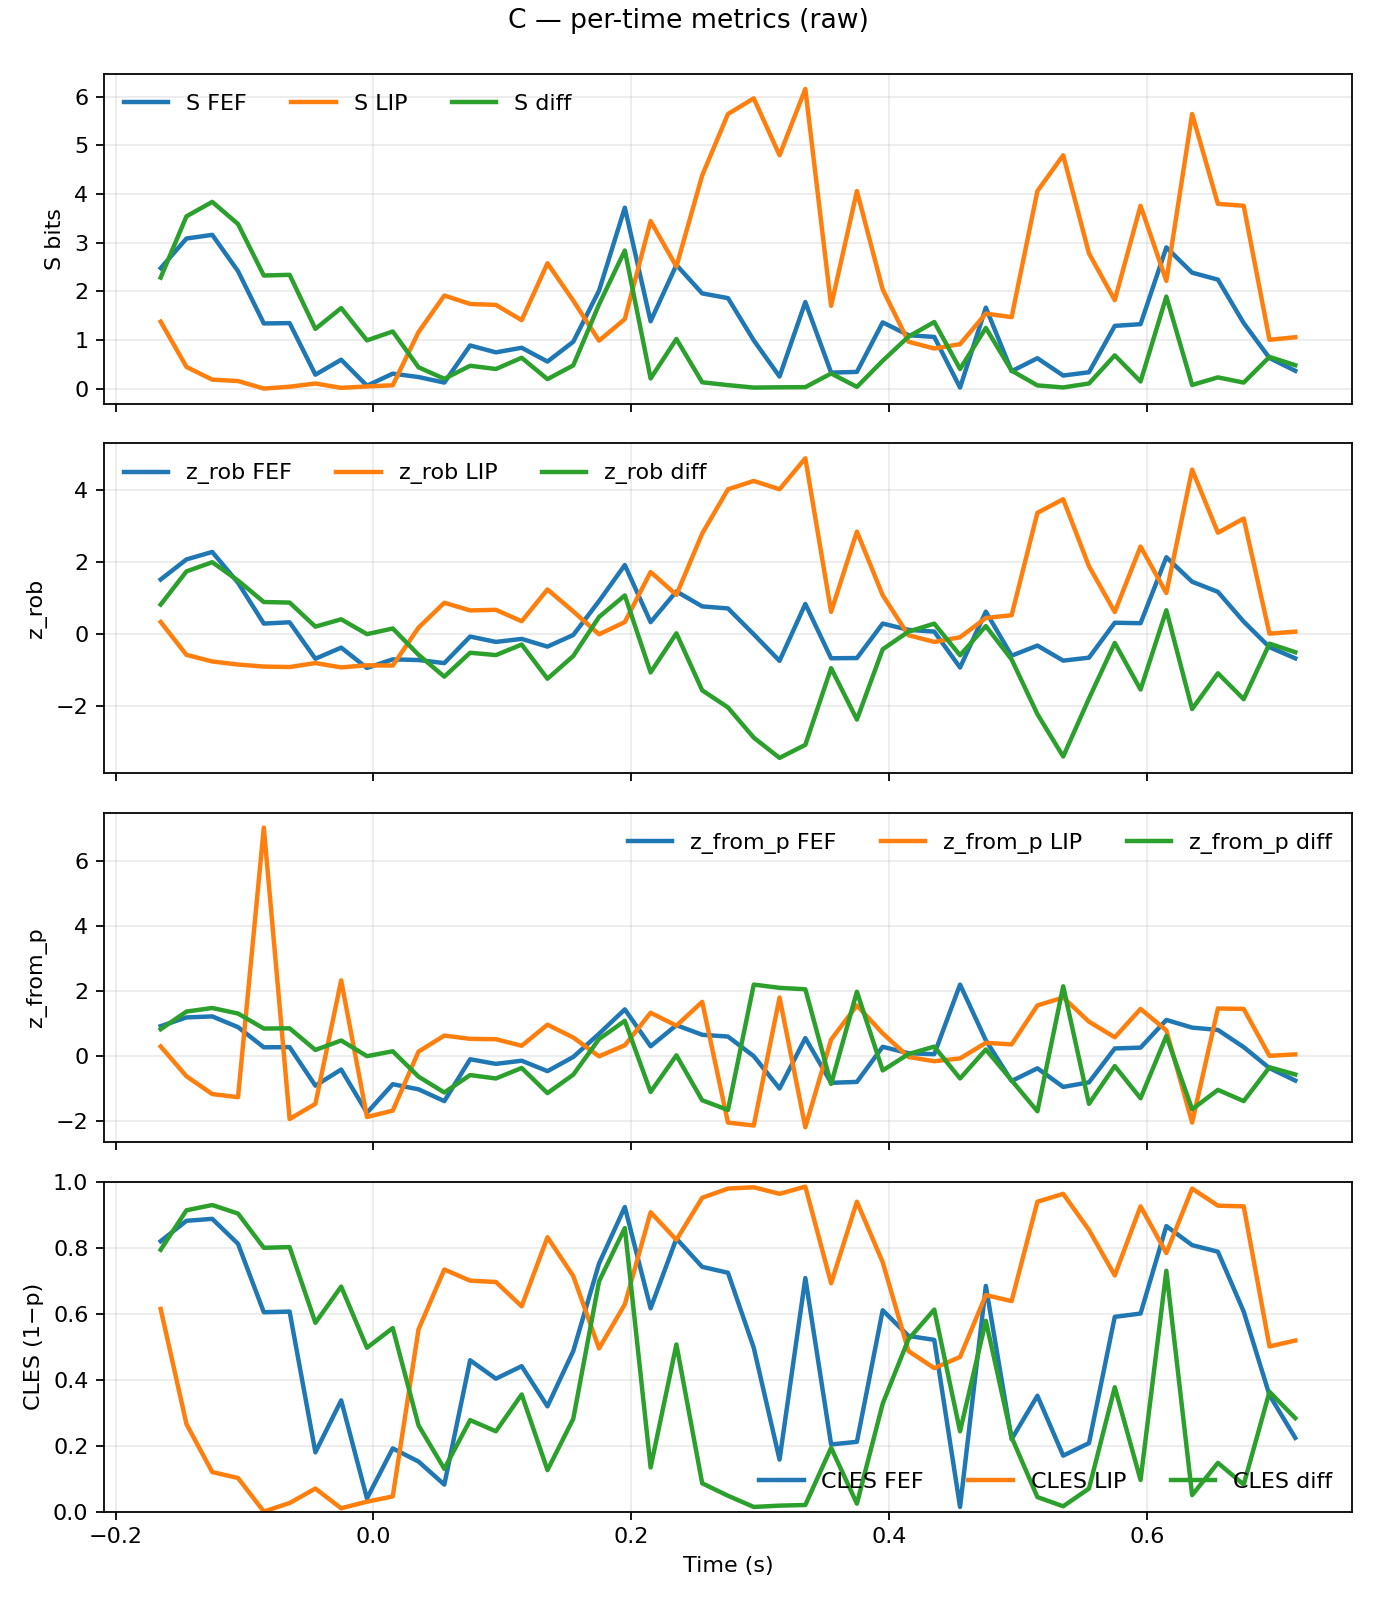 C — per-time metrics (raw)
S FEF S LIP S diff
S bits
6
5
4
3
2
1
0
z_rob FEF z_rob LIP z_rob diff
z_rob
4
2
0
−2
z_from_p FEF z_from_p LIP z_from_p diff
z_from_p
6
4
2
0
−2
CLES (1−p)
1.0
0.8
0.6
0.4
0.2
0.0
CLES FEF CLES LIP CLES diff
−0.2 0.0 0.2 0.4 0.6
Time (s)